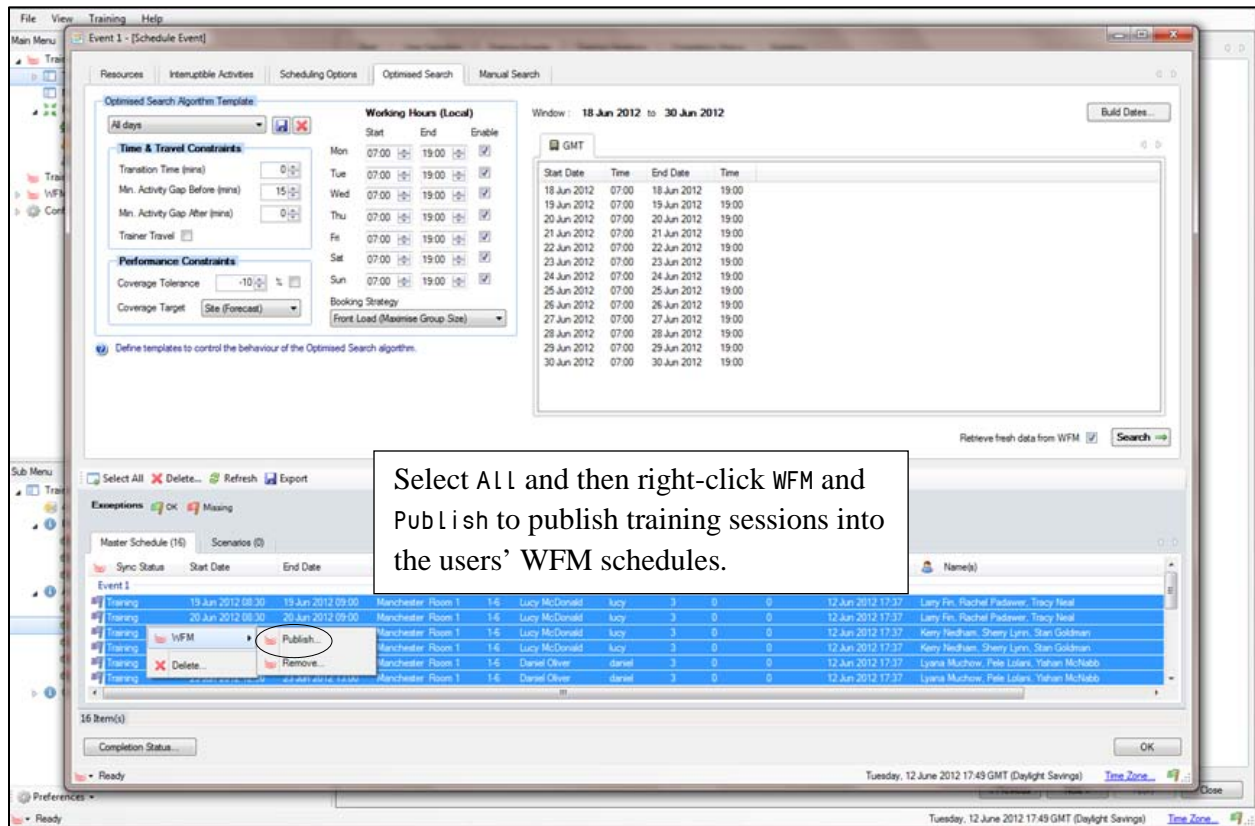 File View Training Help
Main Menu
Event 1 - [Schedule Event]
Resources Interruptible Activities Scheduling Options Optimised Search Manual Search
Optimised Search Algorithm Template
All days
Time & Travel Constraints
Transition Time (mins) 0
Min. Activity Gap Before (mins) 15
Min. Activity Gap After (mins) 0
Trainer Travel
Performance Constraints
Coverage Tolerance -10 %
Coverage Target Site (Forecast)
Working Hours (Local)
Start End Enable
Mon 07:00 19:00
Tue 07:00 19:00
Wed 07:00 19:00
Thu 07:00 19:00
Fri 07:00 19:00
Sat 07:00 19:00
Sun 07:00 19:00
Booking Strategy
Front Load (Maximise Group Size)
Define templates to control the behaviour of the Optimised Search algorithm.
Window : 18 Jun 2012 to 30 Jun 2012
Build Dates...
GMT
Start Date Time End Date Time
18 Jun 2012 07:00 18 Jun 2012 19:00
19 Jun 2012 07:00 19 Jun 2012 19:00
20 Jun 2012 07:00 20 Jun 2012 19:00
21 Jun 2012 07:00 21 Jun 2012 19:00
22 Jun 2012 07:00 22 Jun 2012 19:00
23 Jun 2012 07:00 23 Jun 2012 19:00
24 Jun 2012 07:00 24 Jun 2012 19:00
25 Jun 2012 07:00 25 Jun 2012 19:00
26 Jun 2012 07:00 26 Jun 2012 19:00
27 Jun 2012 07:00 27 Jun 2012 19:00
28 Jun 2012 07:00 28 Jun 2012 19:00
29 Jun 2012 07:00 29 Jun 2012 19:00
30 Jun 2012 07:00 30 Jun 2012 19:00
Retrieve fresh data from WFM Search
Sub Menu
Select All Delete... Refresh Export
Exceptions OK Missing
Select All and then right-click WFM and
Publish to publish training sessions into
the users' WFM schedules.
Master Schedule (16) Scenarios (0)
Sync Status Start Date End Date Name(s)
Event 1
Training 19 Jun 2012 08:30 19 Jun 2012 09:00 Manchester Room 1 1-6 Lucy McDonald lucy 3 0 0 12 Jun 2012 17:37 Larry Fin, Rachel Padawer, Tracy Neal
Training 20 Jun 2012 08:30 20 Jun 2012 09:00 Manchester Room 1 1-6 Lucy McDonald lucy 3 0 0 12 Jun 2012 17:37 Larry Fin, Rachel Padawer, Tracy Neal
Training Manchester Room 1 1-6 Lucy McDonald lucy 3 0 0 12 Jun 2012 17:37 Kerry Nedham, Sherry Lynn, Stan Goldman
Training Manchester Room 1 1-6 Lucy McDonald lucy 3 0 0 12 Jun 2012 17:37 Kerry Nedham, Sherry Lynn, Stan Goldman
Training Manchester Room 1 1-6 Daniel Oliver daniel 3 0 0 12 Jun 2012 17:37 Lyana Muchow, Pele Lolani, Yishan McNabb
Training Manchester Room 1 1-6 Daniel Oliver daniel 3 0 0 12 Jun 2012 17:37 Lyana Muchow, Pele Lolani, Yishan McNabb
WFM Publish...
Delete... Remove...
16 Item(s)
Completion Status... OK
Ready Tuesday, 12 June 2012 17:49 GMT (Daylight Savings) Time Zone...
Preferences Close
Ready Tuesday, 12 June 2012 17:49 GMT (Daylight Savings) Time Zone...